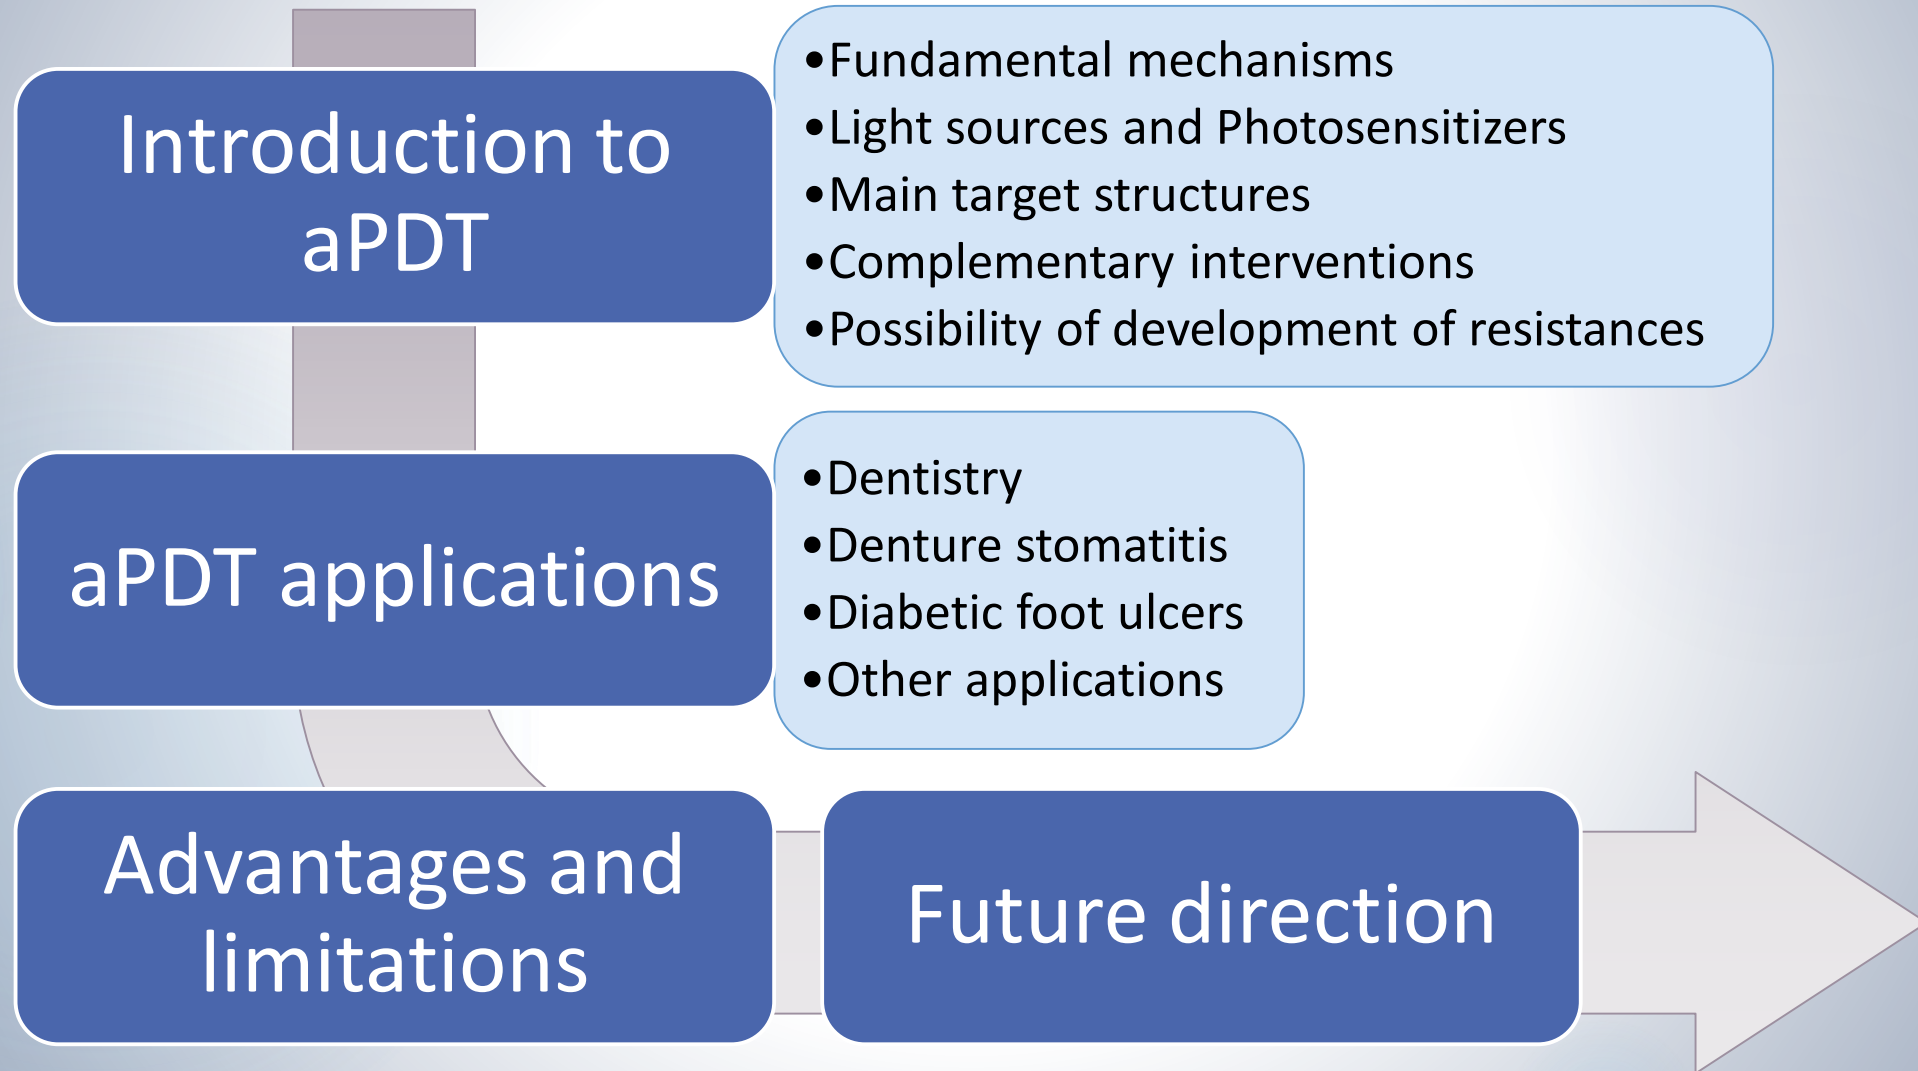 Introduction to
aPDT
•Fundamental mechanisms
•Light sources and Photosensitizers
•Main target structures
•Complementary interventions
•Possibility of development of resistances
aPDT applications
•Dentistry
•Denture stomatitis
•Diabetic foot ulcers
•Other applications
Advantages and
limitations
Future direction